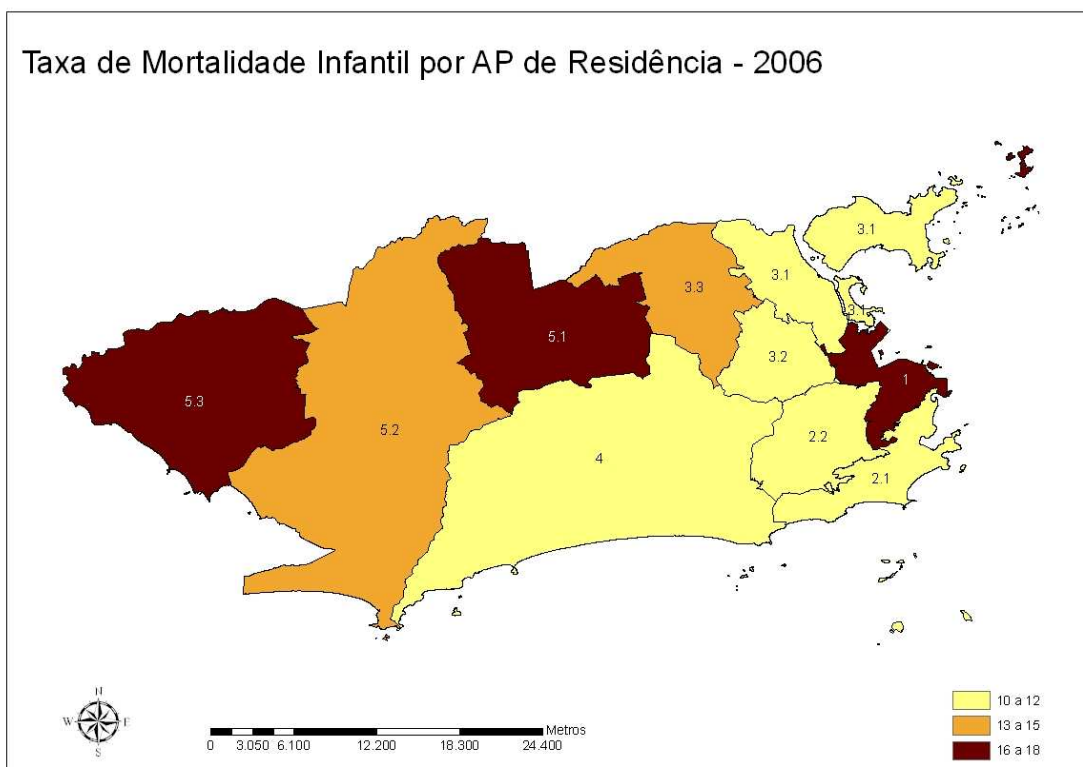 Taxa de Mortalidade Infantil por AP de Residência - 2006
3.1
3.1
3.3
3.1
5.1
3.2
1
5.3
5.2
2.2
4
2.1
N
W E
S
Metros
0 3.050 6.100 12.200 18.300 24.400
10 a 12
13 a 15
16 a 18